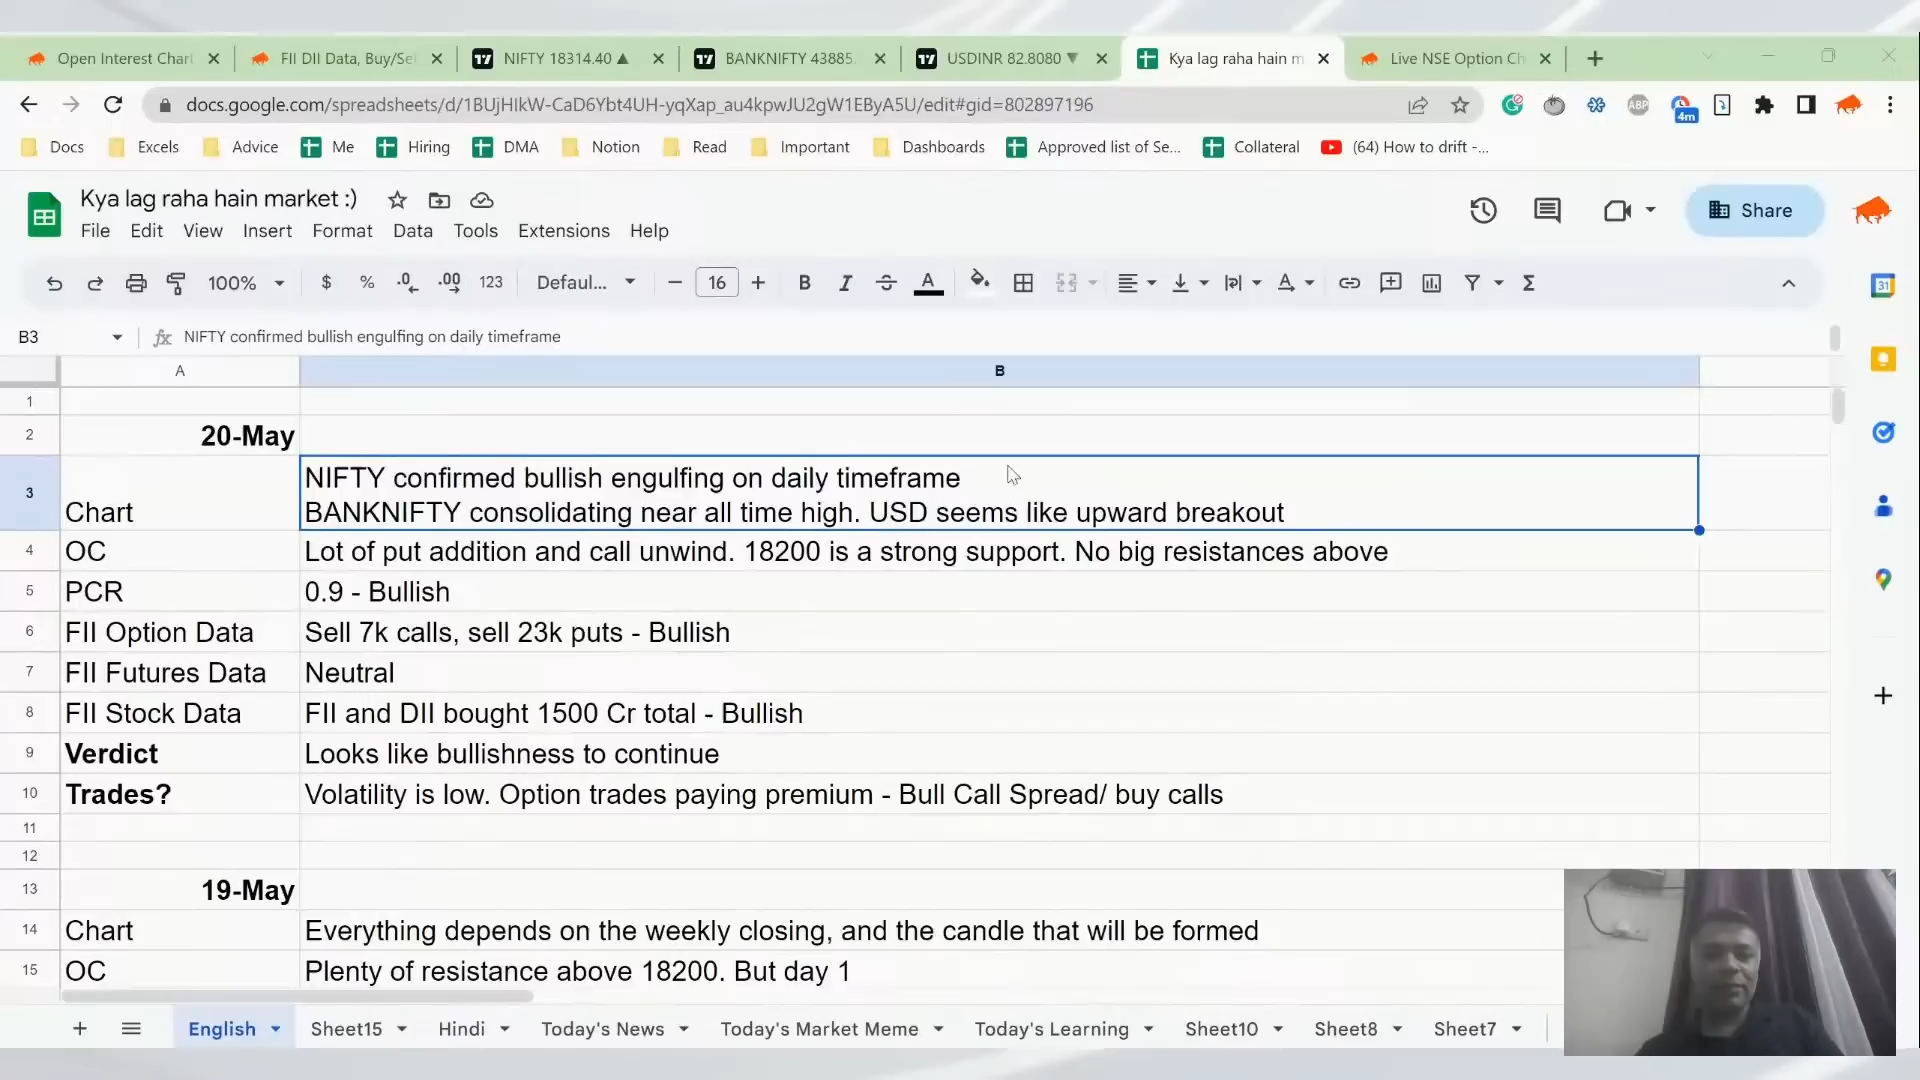 Open Interest Chart
FII DII Data, Buy/Sel
NIFTY 18314.40 ▲
BANKNIFTY 43885.
USDINR 82.8080 ▼
Kya lag raha hain m
Live NSE Option Ch
docs.google.com/spreadsheets/d/1BUjHIkW-CaD6Ybt4UH-yqXap_au4kpwJU2gW1EByA5U/edit#gid=802897196
ABP
4m
Docs
Excels
Advice
Me
Hiring
DMA
Notion
Read
Important
Dashboards
Approved list of Se...
Collateral
(64) How to drift -...
Kya lag raha hain market :)
File Edit View Insert Format Data Tools Extensions Help
Share
100%
$
%
.0
.00
123
Defaul...
16
B
I
A
31
B3
fx
NIFTY confirmed bullish engulfing on daily timeframe
A
B
1
2
20-May
3
Chart
NIFTY confirmed bullish engulfing on daily timeframe
BANKNIFTY consolidating near all time high. USD seems like upward breakout
4
OC
Lot of put addition and call unwind. 18200 is a strong support. No big resistances above
5
PCR
0.9 - Bullish
6
FII Option Data
Sell 7k calls, sell 23k puts - Bullish
7
FII Futures Data
Neutral
8
FII Stock Data
FII and DII bought 1500 Cr total - Bullish
9
Verdict
Looks like bullishness to continue
10
Trades?
Volatility is low. Option trades paying premium - Bull Call Spread/ buy calls
11
12
13
19-May
14
Chart
Everything depends on the weekly closing, and the candle that will be formed
15
OC
Plenty of resistance above 18200. But day 1
English
Sheet15
Hindi
Today's News
Today's Market Meme
Today's Learning
Sheet10
Sheet8
Sheet7